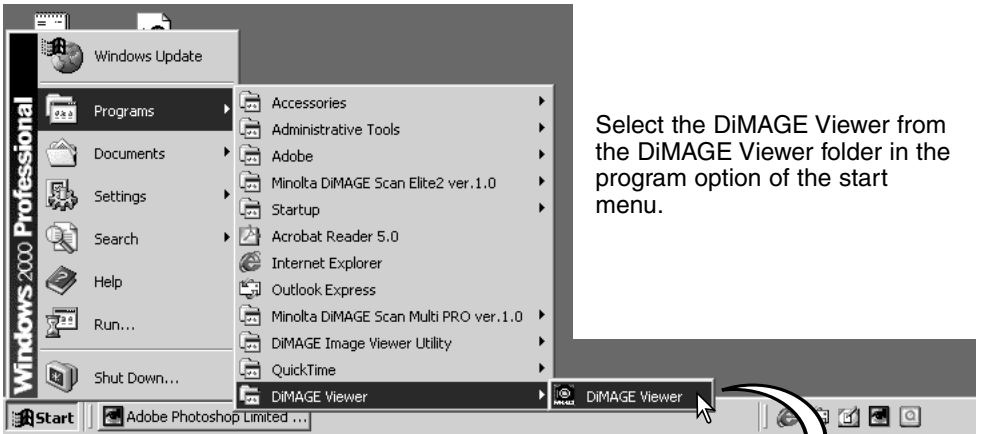 Windows 2000 Professional
Windows Update
Programs
Documents
Settings
Search
Help
Run...
Shut Down...
Accessories
Administrative Tools
Adobe
Minolta DiMAGE Scan Elite2 ver.1.0
Startup
Acrobat Reader 5.0
Internet Explorer
Outlook Express
Minolta DiMAGE Scan Multi PRO ver.1.0
DiMAGE Image Viewer Utility
QuickTime
DiMAGE Viewer
DiMAGE Viewer
Select the DiMAGE Viewer from
the DiMAGE Viewer folder in the
program option of the start
menu.
Start
Adobe Photoshop Limited ...